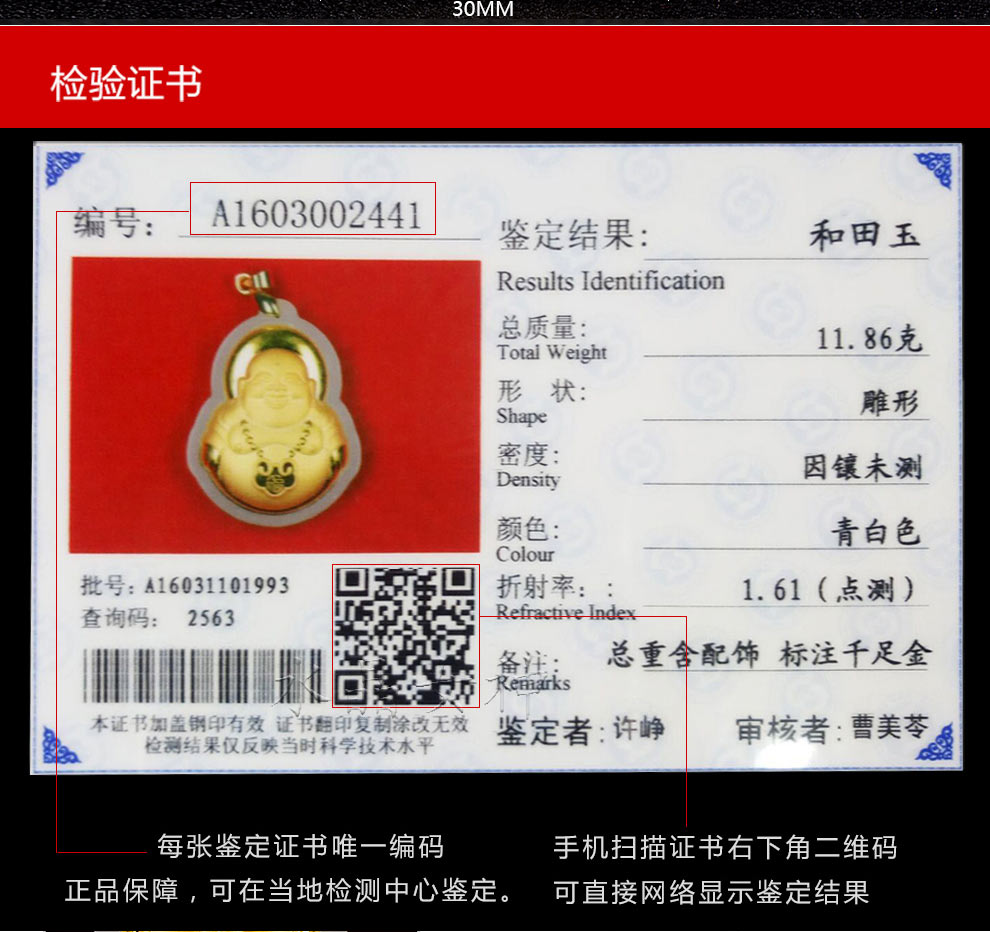 30MM
检验证书
编号: A1603002441
鉴定结果: 和田玉
Results Identification
总质量: 11.86克
Total Weight
形 状: 雕形
Shape
密度: 因镶未测
Density
颜色: 青白色
Colour
折射率: : 1.61（点测）
Refractive Index
备注: 总重含配饰 标注千足金
Remarks
鉴定者: 许峥 审核者: 曹美苓
批号: A16031101993
查询码: 2563
本证书加盖钢印有效 证书翻印复制涂改无效
检测结果仅反映当时科学技术水平
每张鉴定证书唯一编码
正品保障，可在当地检测中心鉴定。
手机扫描证书右下角二维码
可直接网络显示鉴定结果